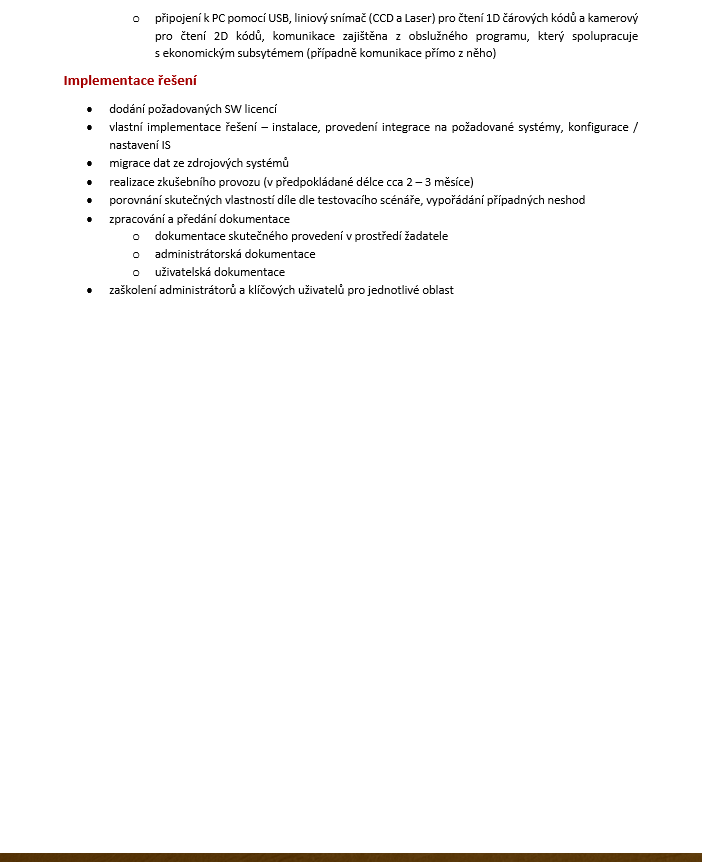 o připojení k PC pomocí USB, liniový snímač (CCD a Laser) pro čtení 1D čárových kódů a kamerový
pro čtení 2D kódů, komunikace zajištěna z obslužného programu, který spolupracuje
s ekonomickým subsytémem (případně komunikace přímo z něho)
Implementace řešení
• dodání požadovaných SW licencí
• vlastní implementace řešení – instalace, provedení integrace na požadované systémy, konfigurace /
nastavení IS
• migrace dat ze zdrojových systémů
• realizace zkušebního provozu (v předpokládané délce cca 2 – 3 měsíce)
• porovnání skutečných vlastností díle dle testovacího scénáře, vypořádání případných neshod
• zpracování a předání dokumentace
o dokumentace skutečného provedení v prostředí žadatele
o administrátorská dokumentace
o uživatelská dokumentace
• zaškolení administrátorů a klíčových uživatelů pro jednotlivé oblast